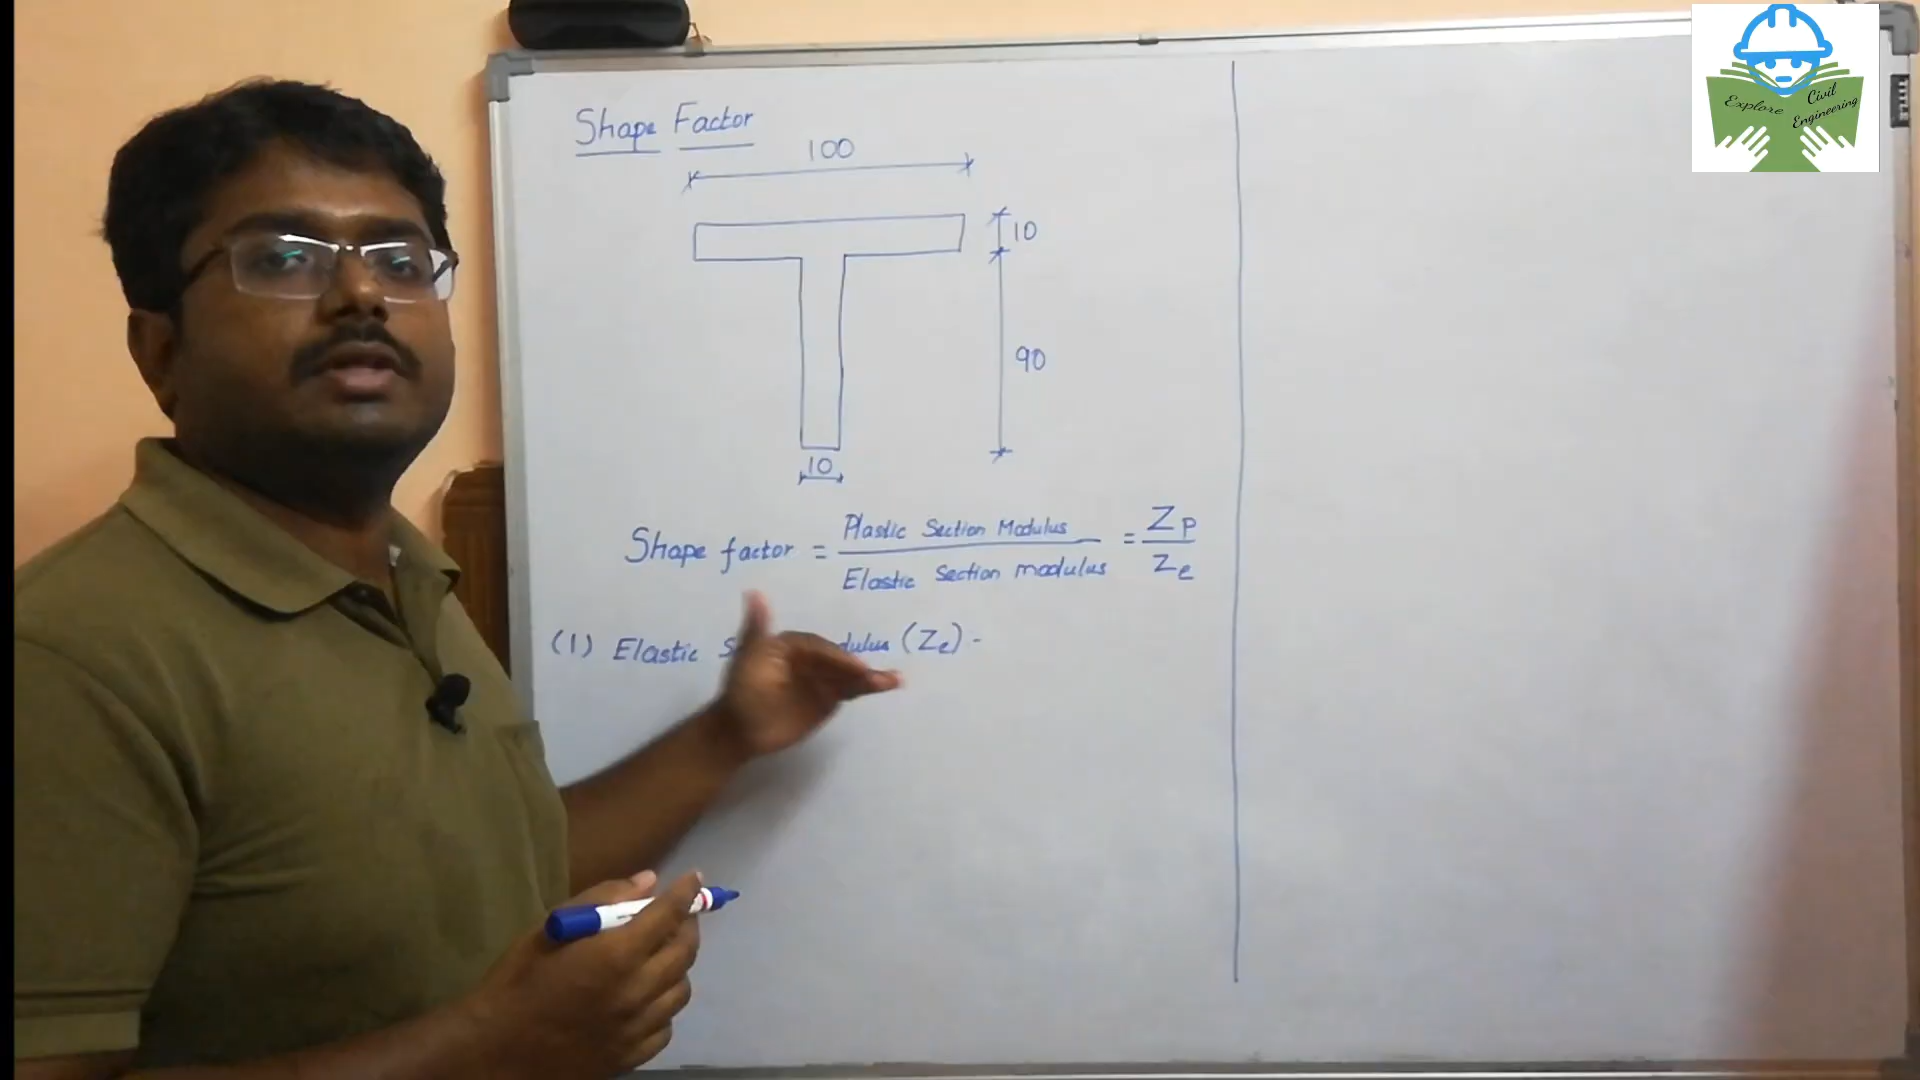 Shape Factor
100
10
90
10
Shape factor = Plastic Section Modulus / Elastic Section modulus = Zp / Ze
(1) Elastic dulus (Ze) :-
Explore Civil Engineering